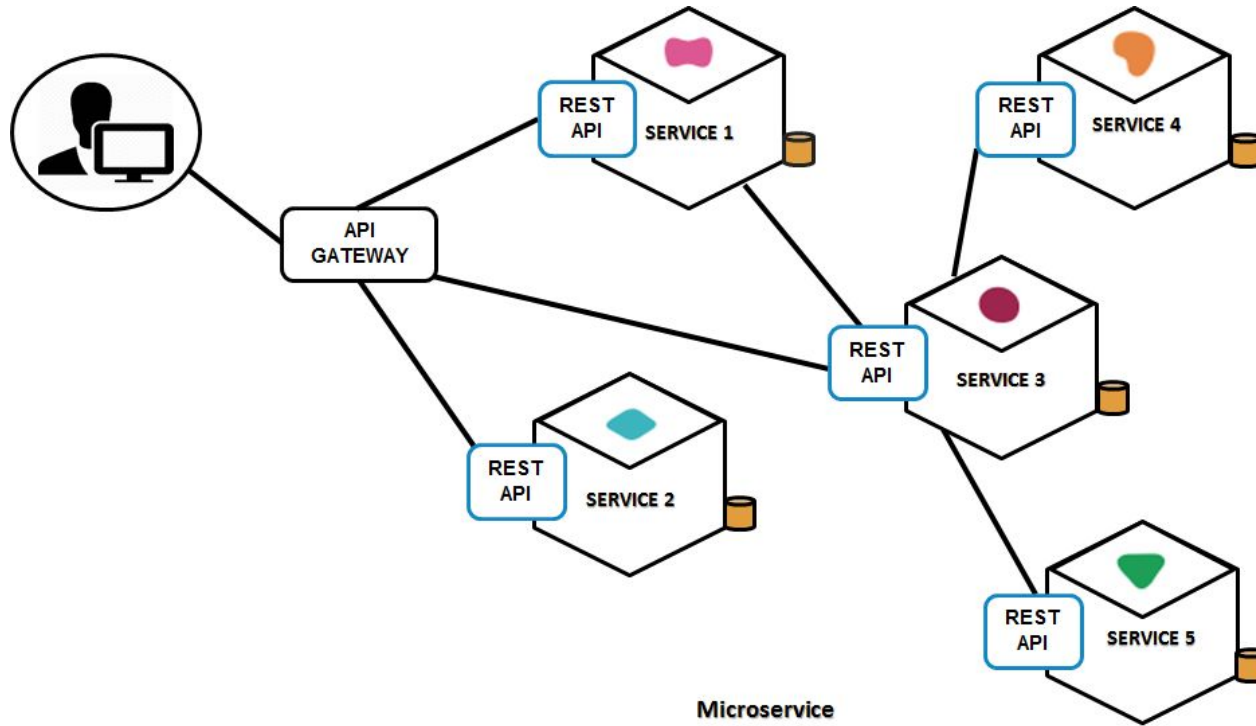 REST
API
SERVICE 1
REST
API
SERVICE 4
API
GATEWAY
REST
API
SERVICE 3
REST
API
SERVICE 2
REST
API
SERVICE 5
Microservice